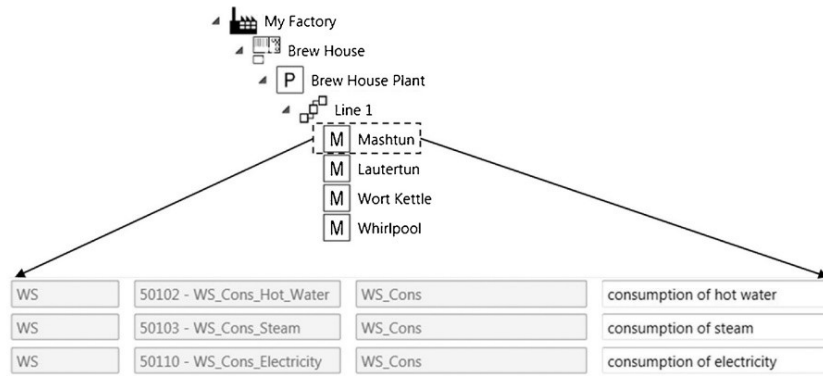 My Factory
Brew House
P Brew House Plant
Line 1
M Mashtun
M Lautertun
M Wort Kettle
M Whirlpool
WS 50102 - WS_Cons_Hot_Water WS_Cons consumption of hot water
WS 50103 - WS_Cons_Steam WS_Cons consumption of steam
WS 50110 - WS_Cons_Electricity WS_Cons consumption of electricity